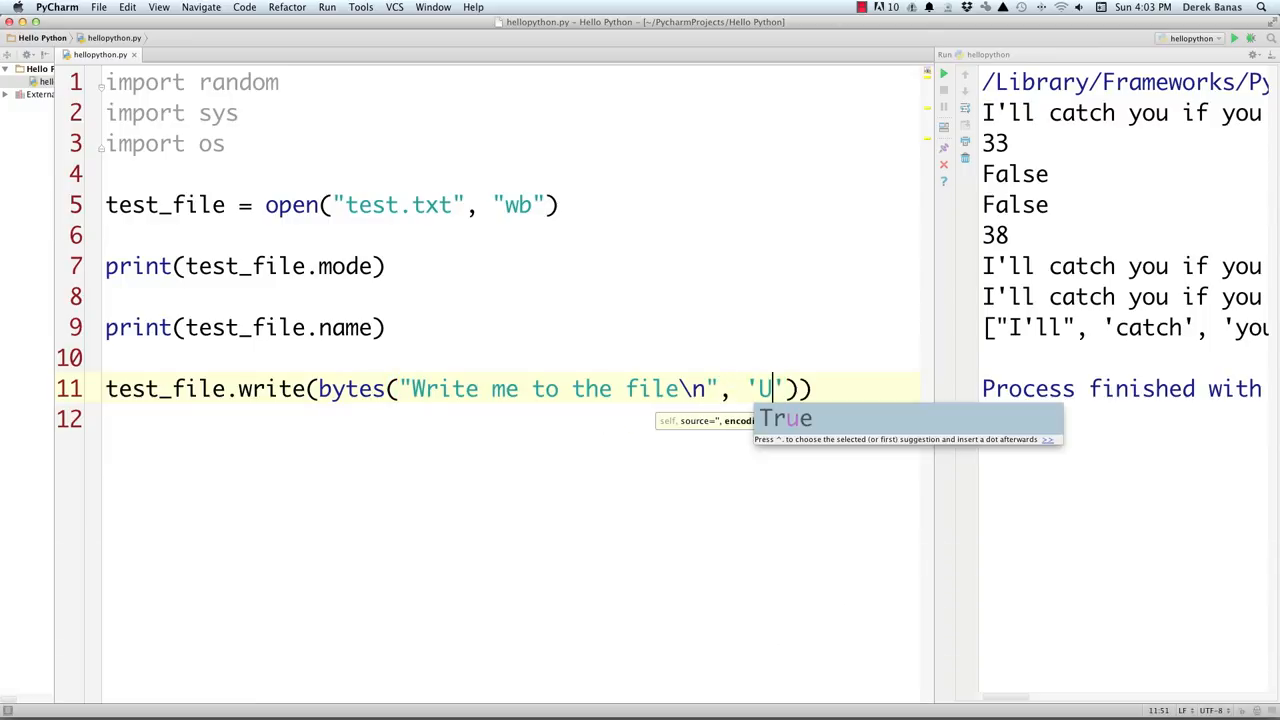 PyCharm File Edit View Navigate Code Refactor Run Tools VCS Window Help 10 Sun 4:03 PM Derek Banas
hellopython.py - Hello Python - [~/PycharmProjects/Hello Python]
Hello Python hellopython.py hellopython
hellopython.py × Run hellopython
Hello P
hell
Externa
1 import random
2 import sys
3 import os
4
5 test_file = open("test.txt", "wb")
6
7 print(test_file.mode)
8
9 print(test_file.name)
10
11 test_file.write(bytes("Write me to the file\n", 'U'))
12
self, source='', encodi
True
Press ^. to choose the selected (or first) suggestion and insert a dot afterwards >>
/Library/Frameworks/Py
I'll catch you if you
33
False
False
38
I'll catch you if you
I'll catch you if you
["I'll", 'catch', 'you
Process finished with
11:51 LF UTF-8